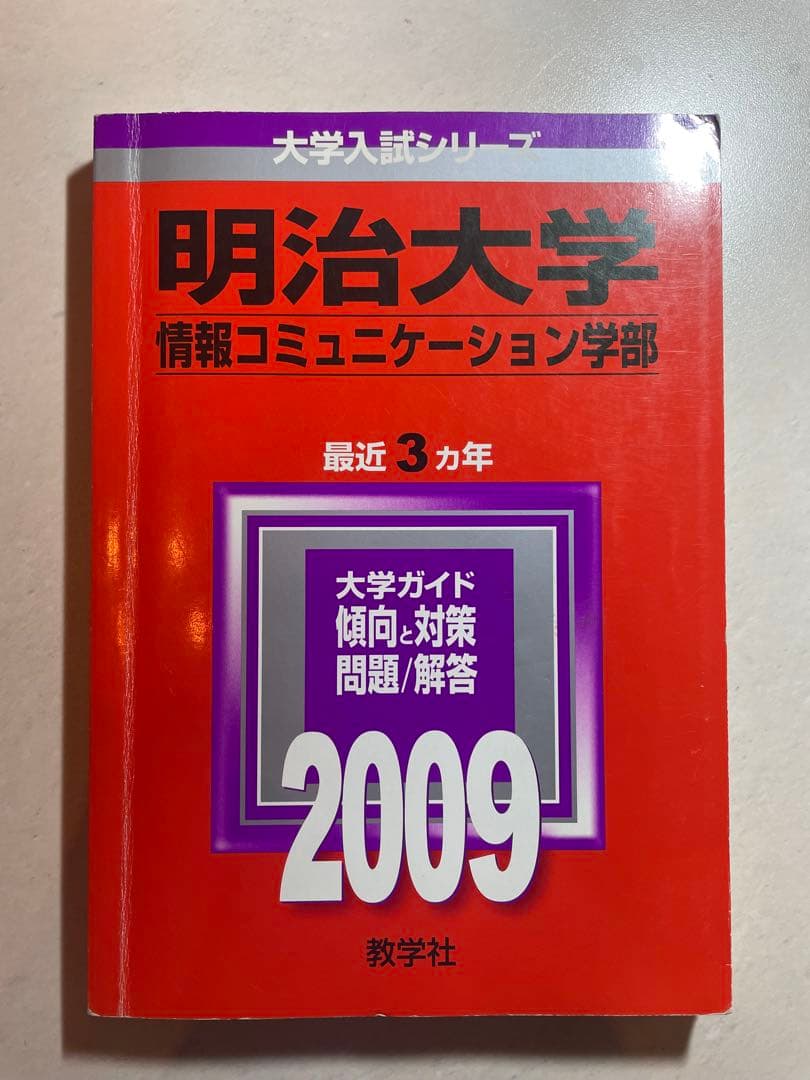 大学入試シリーズ
明治大学
情報コミュニケーション学部
最近3カ年
大学ガイド
傾向と対策
問題/解答
2009
教学社